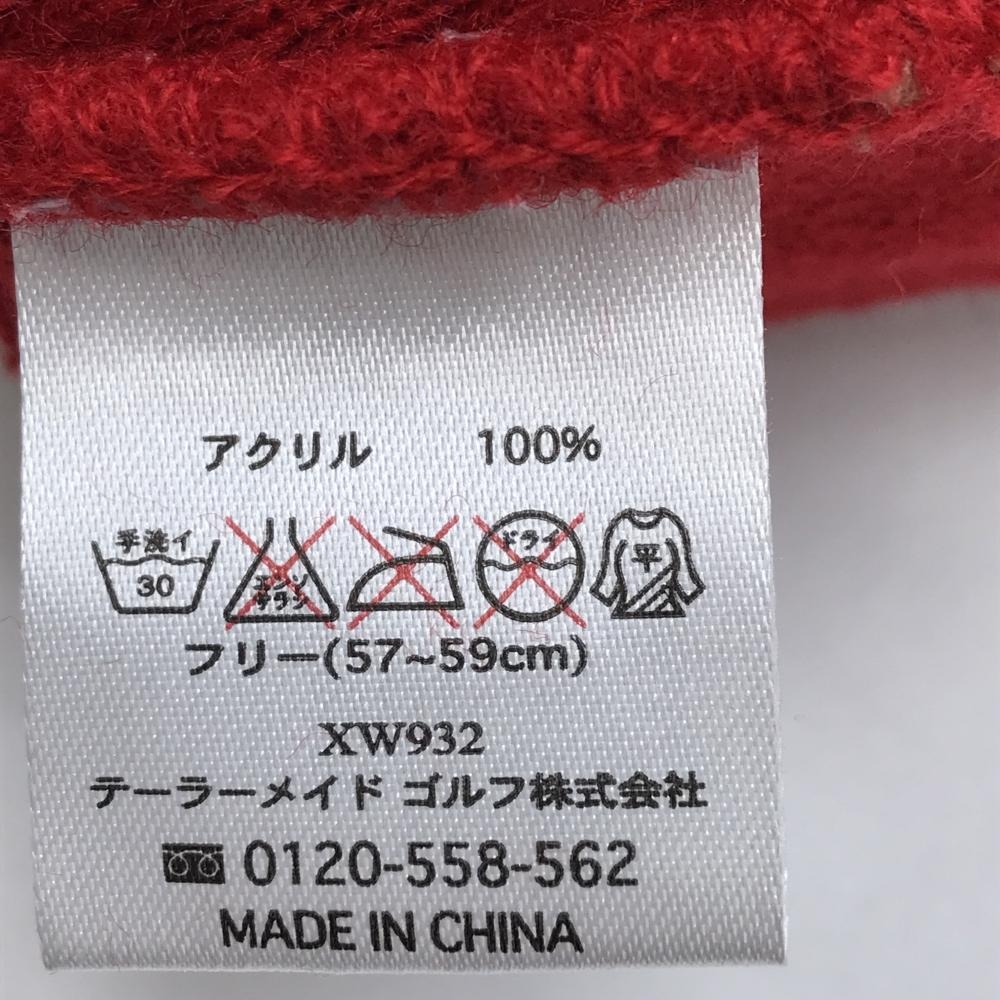 アクリル 100%
手洗イ
30
エンソ
サラシ
ドライ
平
フリー(57~59cm)
XW932
テーラーメイド ゴルフ株式会社
0120-558-562
MADE IN CHINA